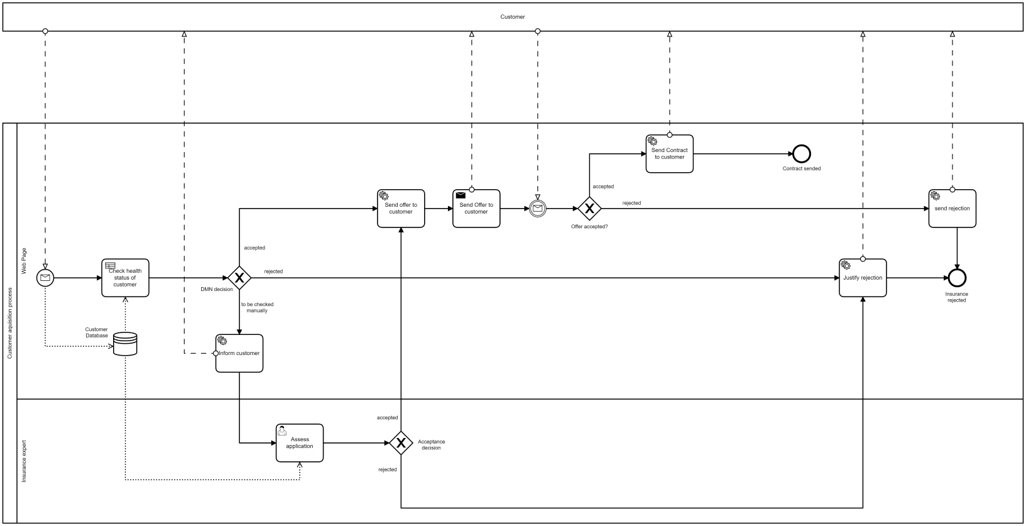 Customer
Customer aquisition process
Web Page
Insurance expert
Send Contract
to customer
Contract sended
accepted
Send offer to
customer
Send Offer to
customer
Offer accepted?
rejected
send rejection
accepted
Check health
status of
customer
DMN decision
rejected
Justify rejection
Insurance
rejected
to be checked
manually
Customer
Database
Inform customer
accepted
Assess
application
Acceptance
decision
rejected